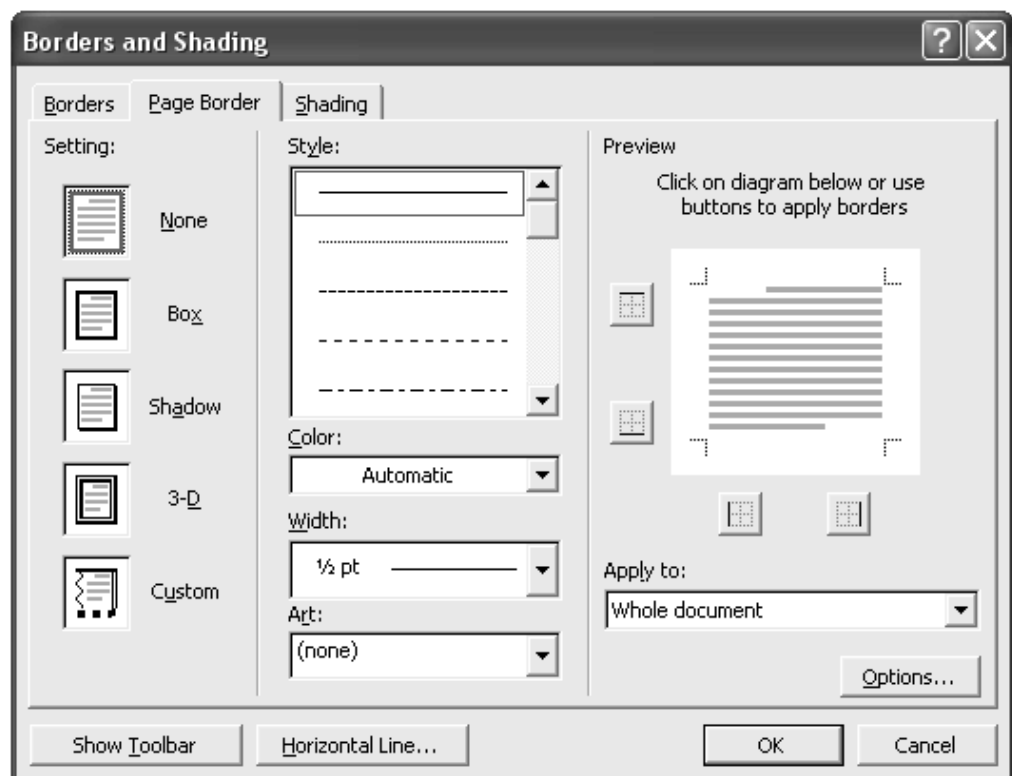 Borders and Shading
Borders
Page Border
Shading
Setting:
None
Box
Shadow
3-D
Custom
Style:
Color:
Automatic
Width:
½ pt
Art:
(none)
Preview
Click on diagram below or use
buttons to apply borders
Apply to:
Whole document
Options...
Show Toolbar
Horizontal Line...
OK
Cancel